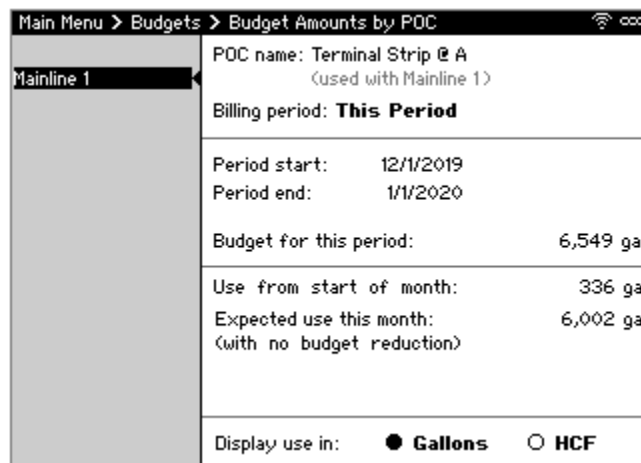 Main Menu > Budgets > Budget Amounts by POC
Mainline 1
POC name: Terminal Strip @ A
(used with Mainline 1)
Billing period: This Period
Period start: 12/1/2019
Period end: 1/1/2020
Budget for this period: 6,549 ga
Use from start of month: 336 ga
Expected use this month: 6,002 ga
(with no budget reduction)
Display use in: Gallons HCF